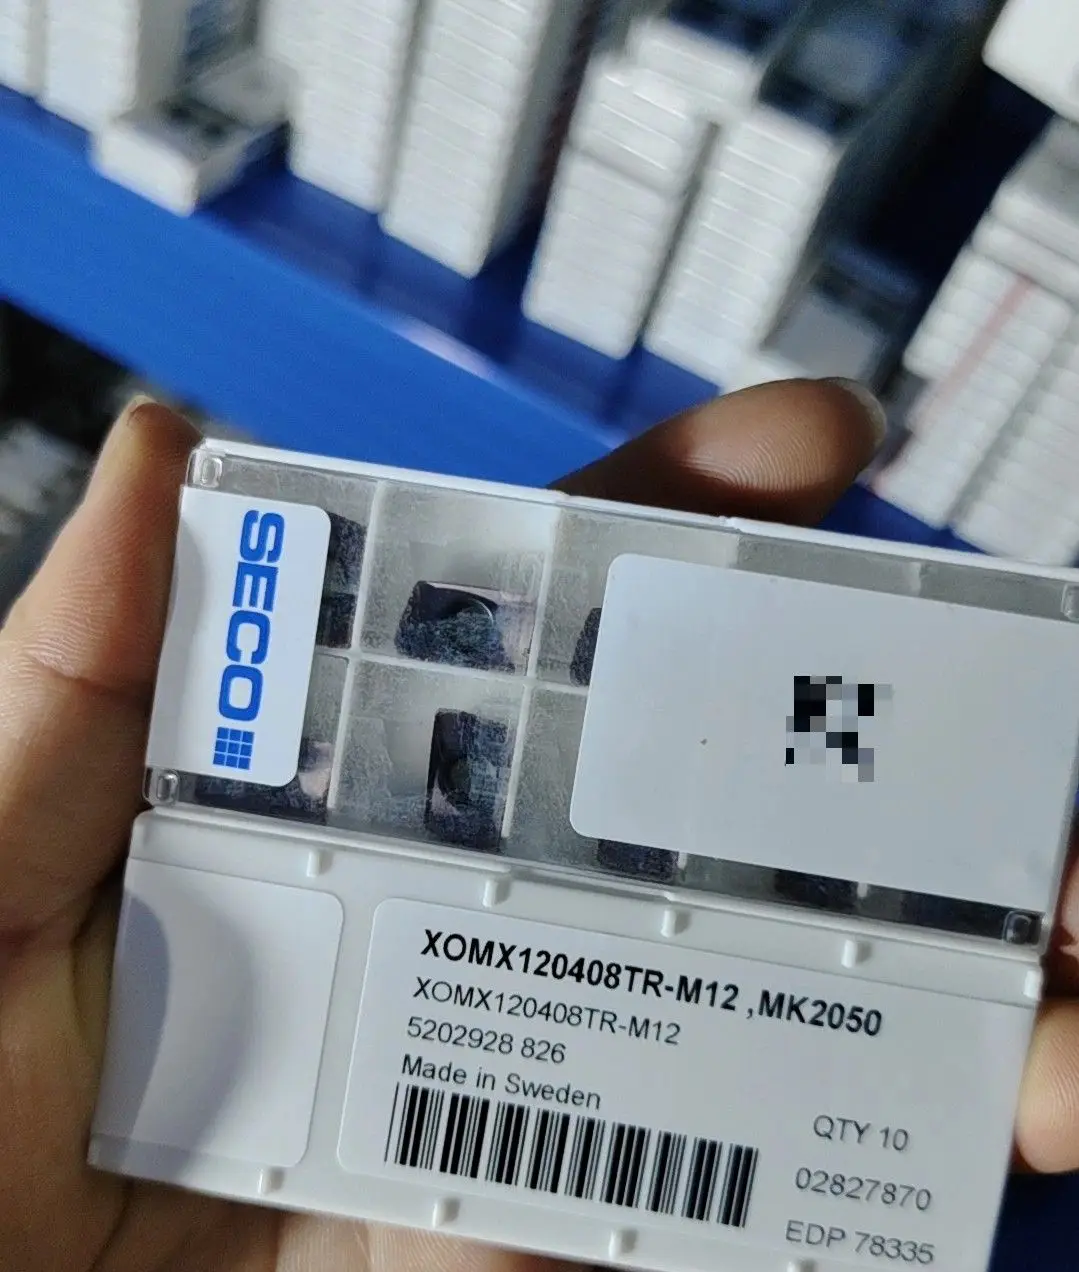 SECO
XOMX120408TR-M12 ,MK2050
XOMX120408TR-M12
5202928 826
Made in Sweden
QTY 10
02827870
EDP 78335